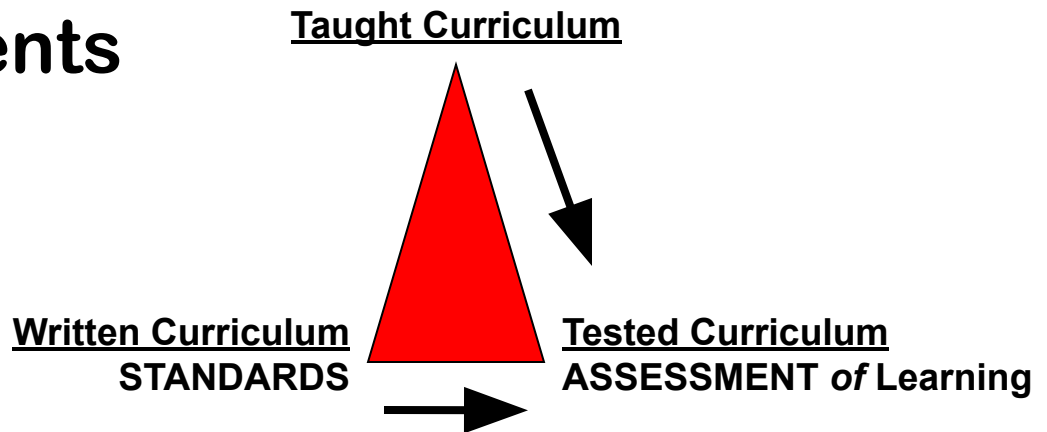 ents
Taught Curriculum
Written Curriculum
STANDARDS
Tested Curriculum
ASSESSMENT of Learning